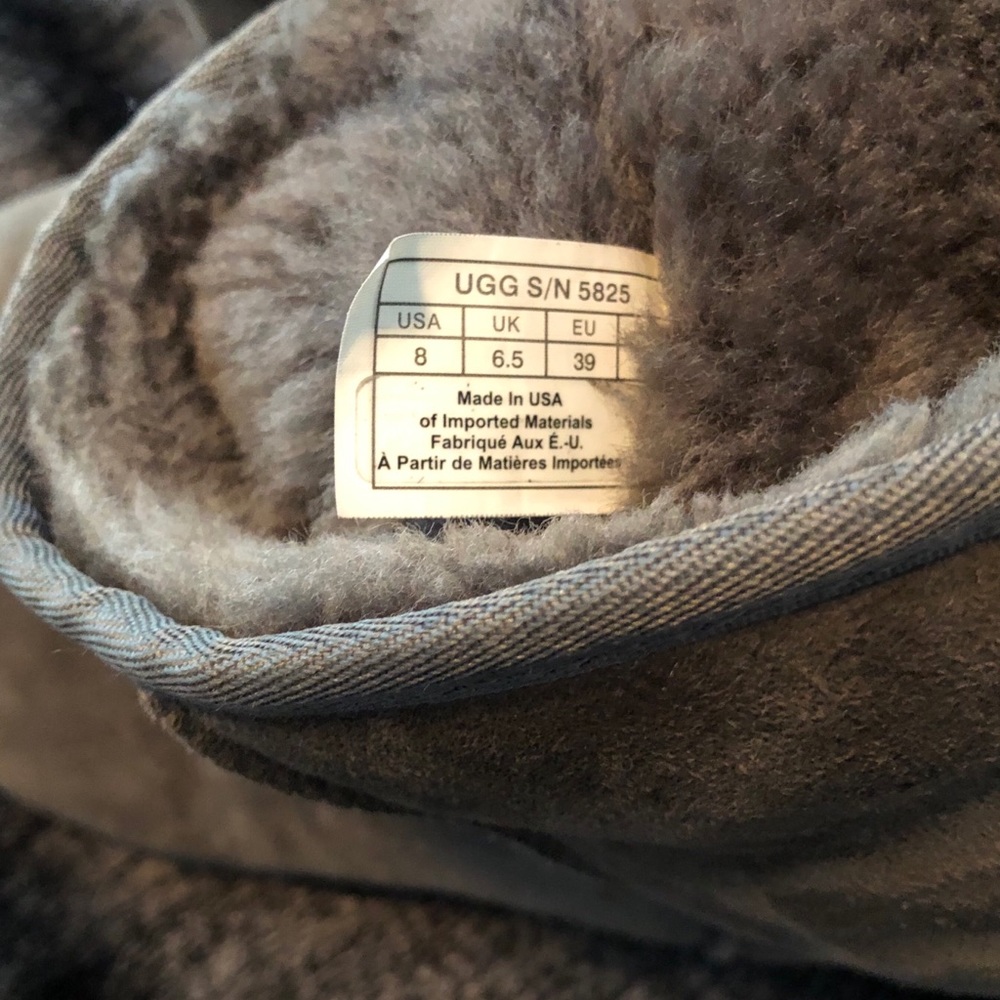 UGG S/N 5825
USA UK EU
8 6.5 39
Made In USA
of Imported Materials
Fabriqué Aux É.-U.
À Partir de Matières Importées